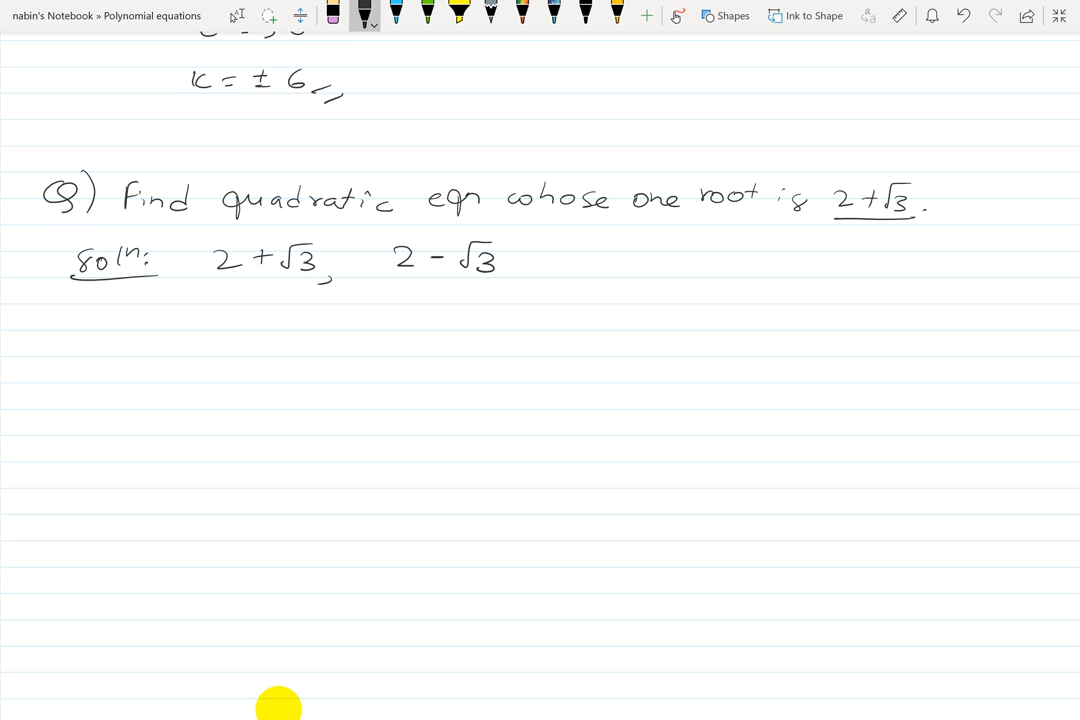 nabin's Notebook » Polynomial equations
Shapes
Ink to Shape
k = ± 6
Q) Find quadratic eqn whose one root is 2+√3.
soln: 2+√3, 2-√3